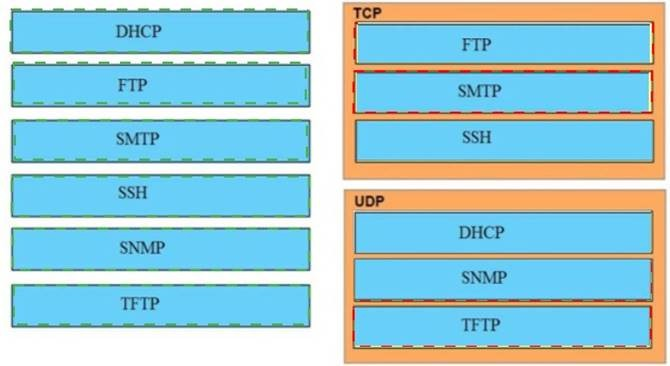 DHCP
FTP
SMTP
SSH
SNMP
TFTP
TCP
FTP
SMTP
SSH
UDP
DHCP
SNMP
TFTP